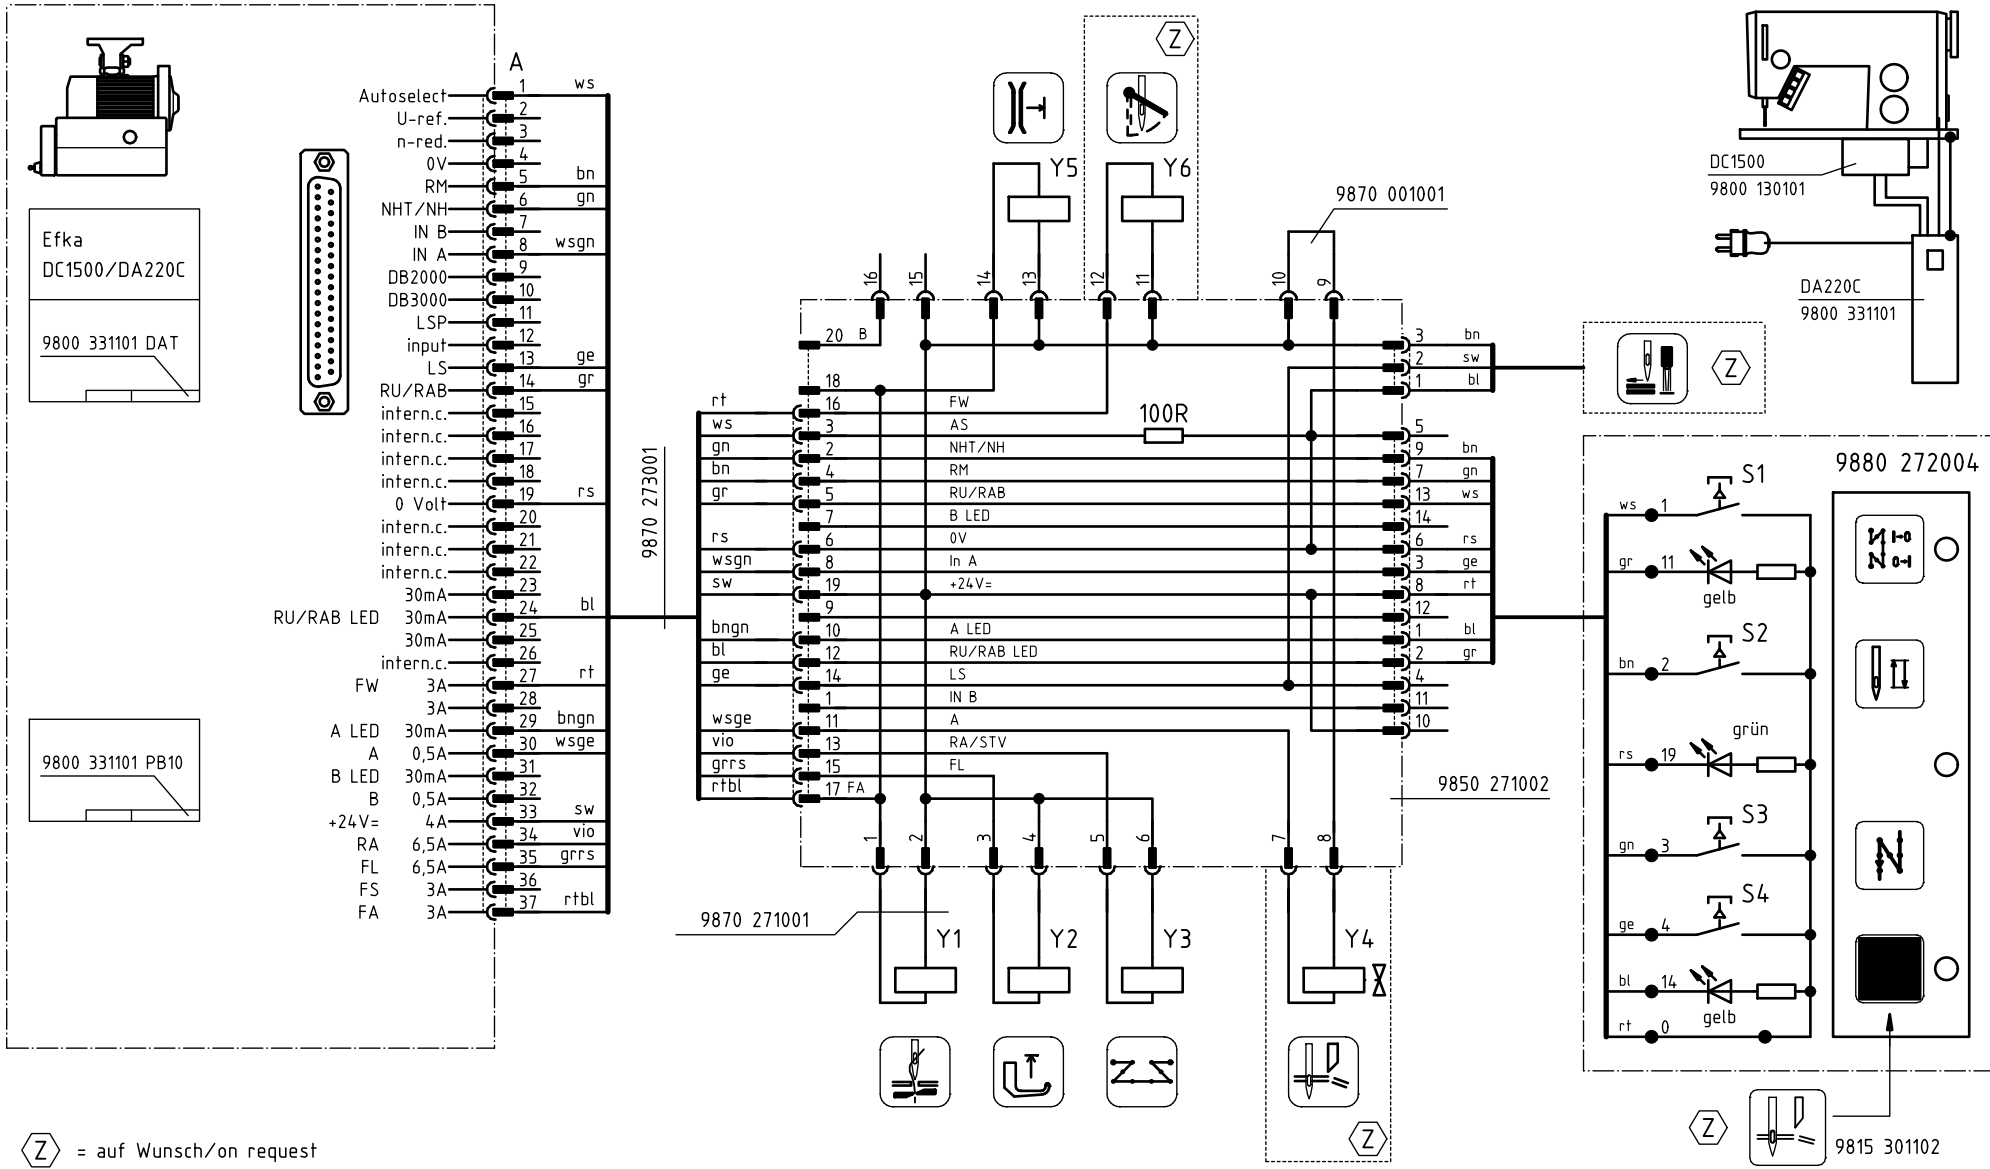 Efka
DC1500/DA220C
9800 331101 DAT
9800 331101 PB10
A
Autoselect 1 ws
U-ref. 2
n-red. 3
0V 4
RM 5 bn
NHT/NH 6 gn
IN B 7
IN A 8 wsgn
DB2000 9
DB3000 10
LSP 11
input 12
LS 13 ge
RU/RAB 14 gr
intern.c. 15
intern.c. 16
intern.c. 17
intern.c. 18
0 Volt 19 rs
intern.c. 20
intern.c. 21
intern.c. 22
30mA 23
RU/RAB LED 30mA 24 bl
30mA 25
intern.c. 26
FW 3A 27 rt
3A 28
A LED 30mA 29 bngn
A 0,5A 30 wsge
B LED 30mA 31
B 0,5A 32
+24V= 4A 33 sw
RA 6,5A 34 vio
FL 6,5A 35 grrs
FS 3A 36
FA 3A 37 rtbl
9870 273001
Y5
Y6
Z
9870 001001
16 15 14 13 12 11 10 9
20 B 3 bn
2 sw
18 1 bl
rt 16 FW
ws 3 AS 100R 5
gn 2 NHT/NH 9 bn
bn 4 RM 7 gn
gr 5 RU/RAB 13 ws
7 B LED 14
rs 6 0V 6 rs
wsgn 8 In A 3 ge
sw 19 +24V= 8 rt
9 12
bngn 10 A LED 1 bl
bl 12 RU/RAB LED 2 gr
ge 14 LS 4
1 IN B 11
wsge 11 A 10
vio 13 RA/STV
grrs 15 FL
rtbl 17 FA
9850 271002
1 2 3 4 5 6 7 8
9870 271001
Y1
Y2
Y3
Y4
Z
DC1500
9800 130101
DA220C
9800 331101
Z
9880 272004
S1
ws 1
gr 11
gelb
S2
bn 2
grün
rs 19
S3
gn 3
S4
ge 4
bl 14
gelb
rt 0
1→0
0→1
Z
9815 301102
Z = auf Wunsch/on request